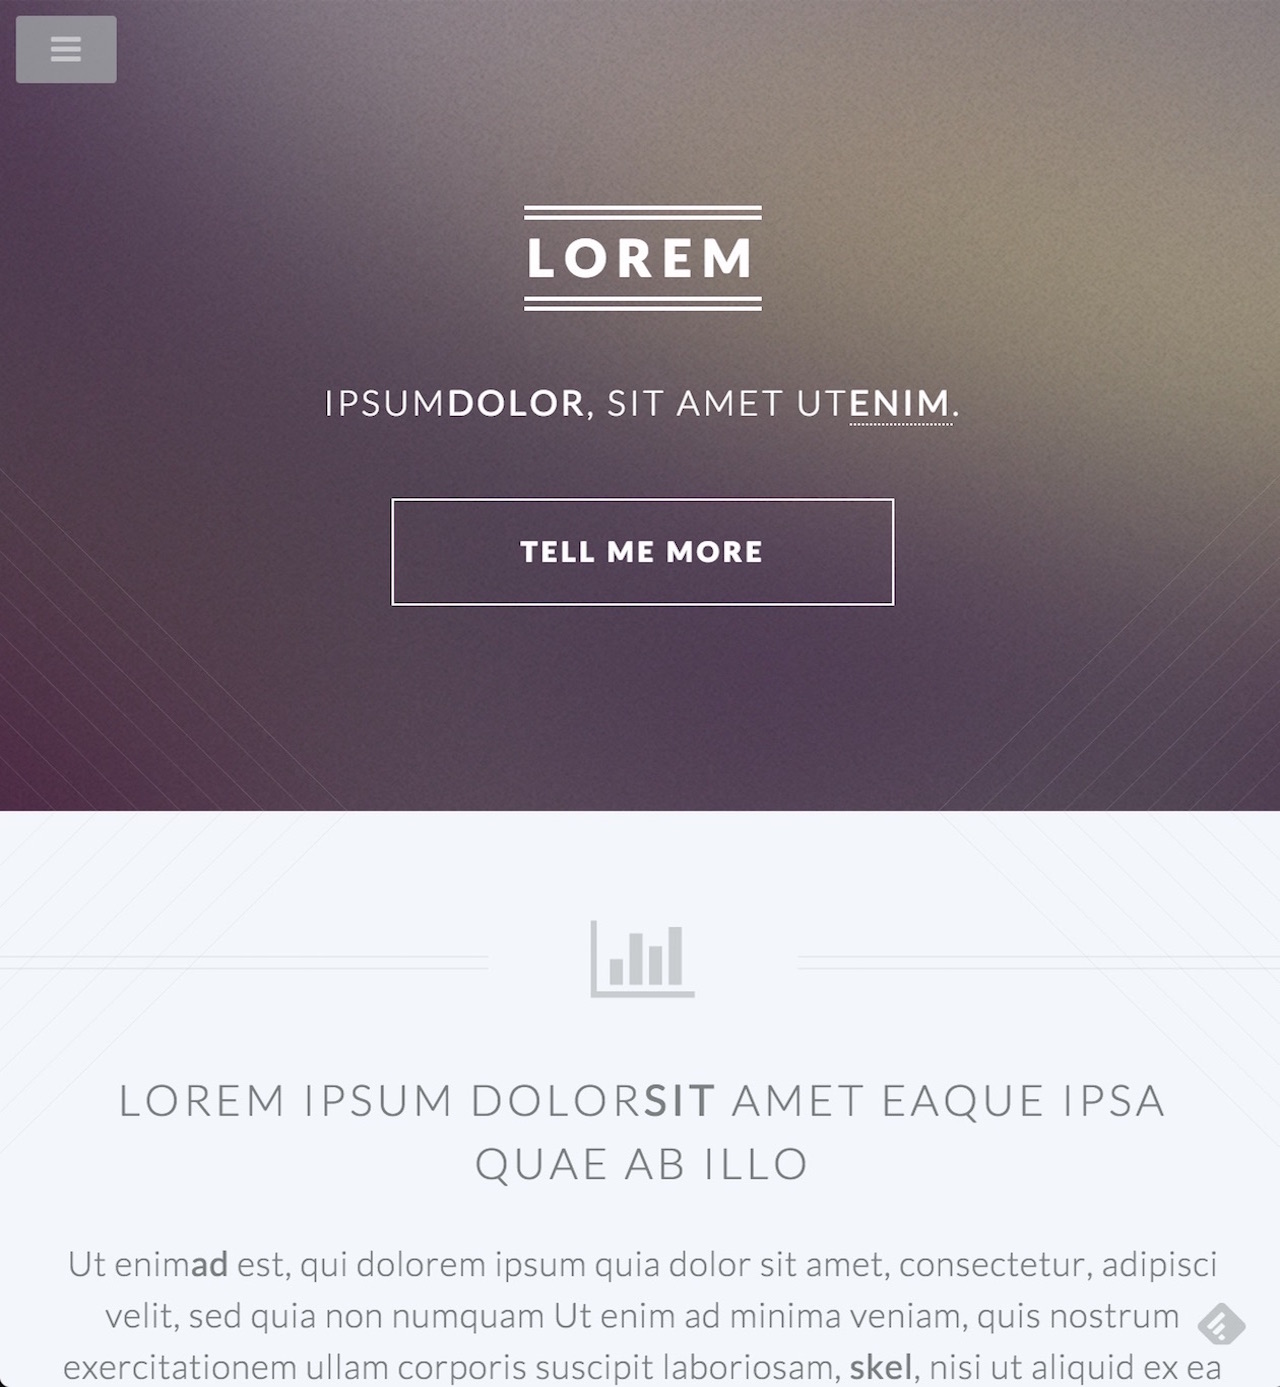 LOREM
IPSUMDOLOR, SIT AMET UTENIM.
TELL ME MORE
LOREM IPSUM DOLORSIT AMET EAQUE IPSA
QUAE AB ILLO
Ut enimad est, qui dolorem ipsum quia dolor sit amet, consectetur, adipisci
velit, sed quia non numquam Ut enim ad minima veniam, quis nostrum
exercitationem ullam corporis suscipit laboriosam, skel, nisi ut aliquid ex ea